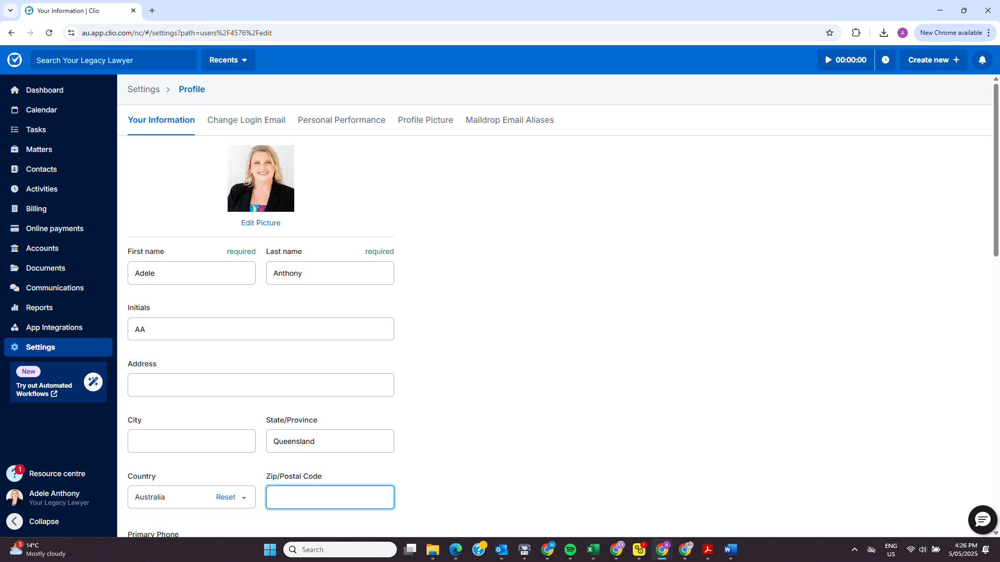 Your Information | Clio
au.app.clio.com/nc/#/settings?path=users%2F4576%2Fedit
A
New Chrome available
Search Your Legacy Lawyer
Recents
00:00:00
Create new
Dashboard
Calendar
Tasks
Matters
Contacts
Activities
Billing
Online payments
Accounts
Documents
Communications
Reports
App Integrations
Settings
New
Try out Automated
Workflows
1
Resource centre
Adele Anthony
Your Legacy Lawyer
Collapse
Settings
Profile
Your Information
Change Login Email
Personal Performance
Profile Picture
Maildrop Email Aliases
Edit Picture
First name required
Last name required
Adele
Anthony
Initials
AA
Address
City
State/Province
Queensland
Country
Zip/Postal Code
Australia Reset
Primary Phone
3
14°C
Mostly cloudy
Search
M
A
ENG
US
4:26 PM
5/05/2025